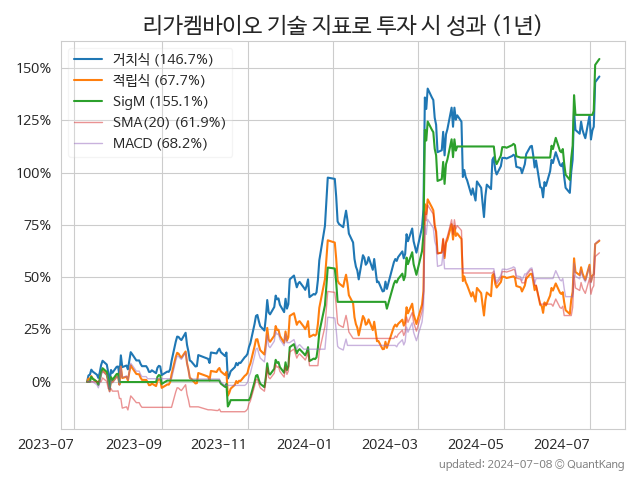 리가켐바이오 기술 지표로 투자 시 성과 (1년)
거치식 (146.7%)
적립식 (67.7%)
SigM (155.1%)
SMA(20) (61.9%)
MACD (68.2%)
150%
125%
100%
75%
50%
25%
0%
2023-07
2023-09
2023-11
2024-01
2024-03
2024-05
2024-07
updated: 2024-07-08 © QuantKang